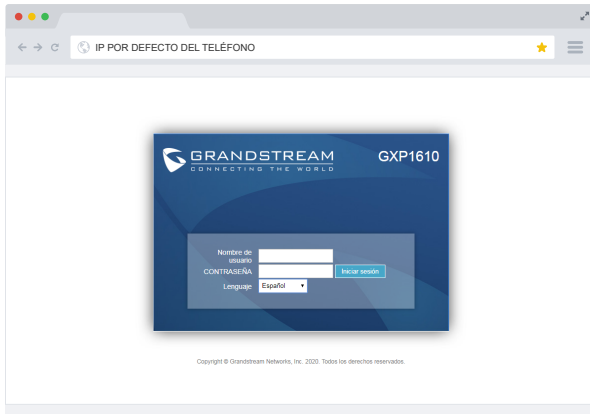 IP POR DEFECTO DEL TELÉFONO
GRANDSTREAM
CONNECTING THE WORLD
GXP1610
Nombre de
usuario
CONTRASEÑA
Iniciar sesión
Lenguaje
Español
Copyright © Grandstream Networks, Inc. 2020. Todos los derechos reservados.